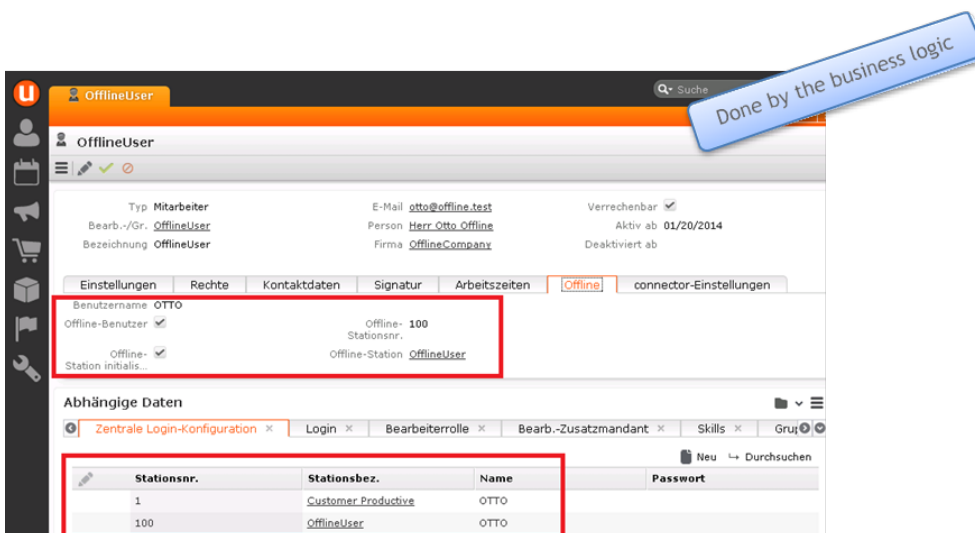 Done by the business logic
OfflineUser
Suche
OfflineUser
Typ Mitarbeiter
E-Mail otto@offline.test
Verrechenbar
Bearb.-/Gr. OfflineUser
Person Herr Otto Offline
Aktiv ab 01/20/2014
Bezeichnung OfflineUser
Firma OfflineCompany
Deaktiviert ab
Einstellungen Rechte Kontaktdaten Signatur Arbeitszeiten Offline connector-Einstellungen
Benutzername OTTO
Offline-Benutzer
Offline-
Stationsnr.
100
Offline-
Station initialis...
Offline-Station OfflineUser
Abhängige Daten
Zentrale Login-Konfiguration × Login × Bearbeiterrolle × Bearb.-Zusatzmandant × Skills ×
Neu Durchsuchen
Stationsnr. Stationsbez. Name Passwort
1 Customer Productive OTTO
100 OfflineUser OTTO